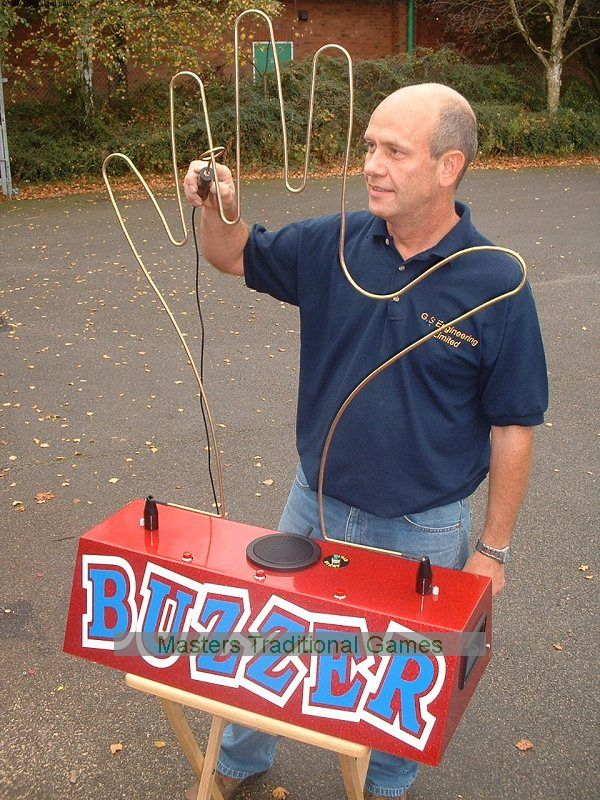 G.S Engineering
Limited
BUZZER
Masters Traditional Games